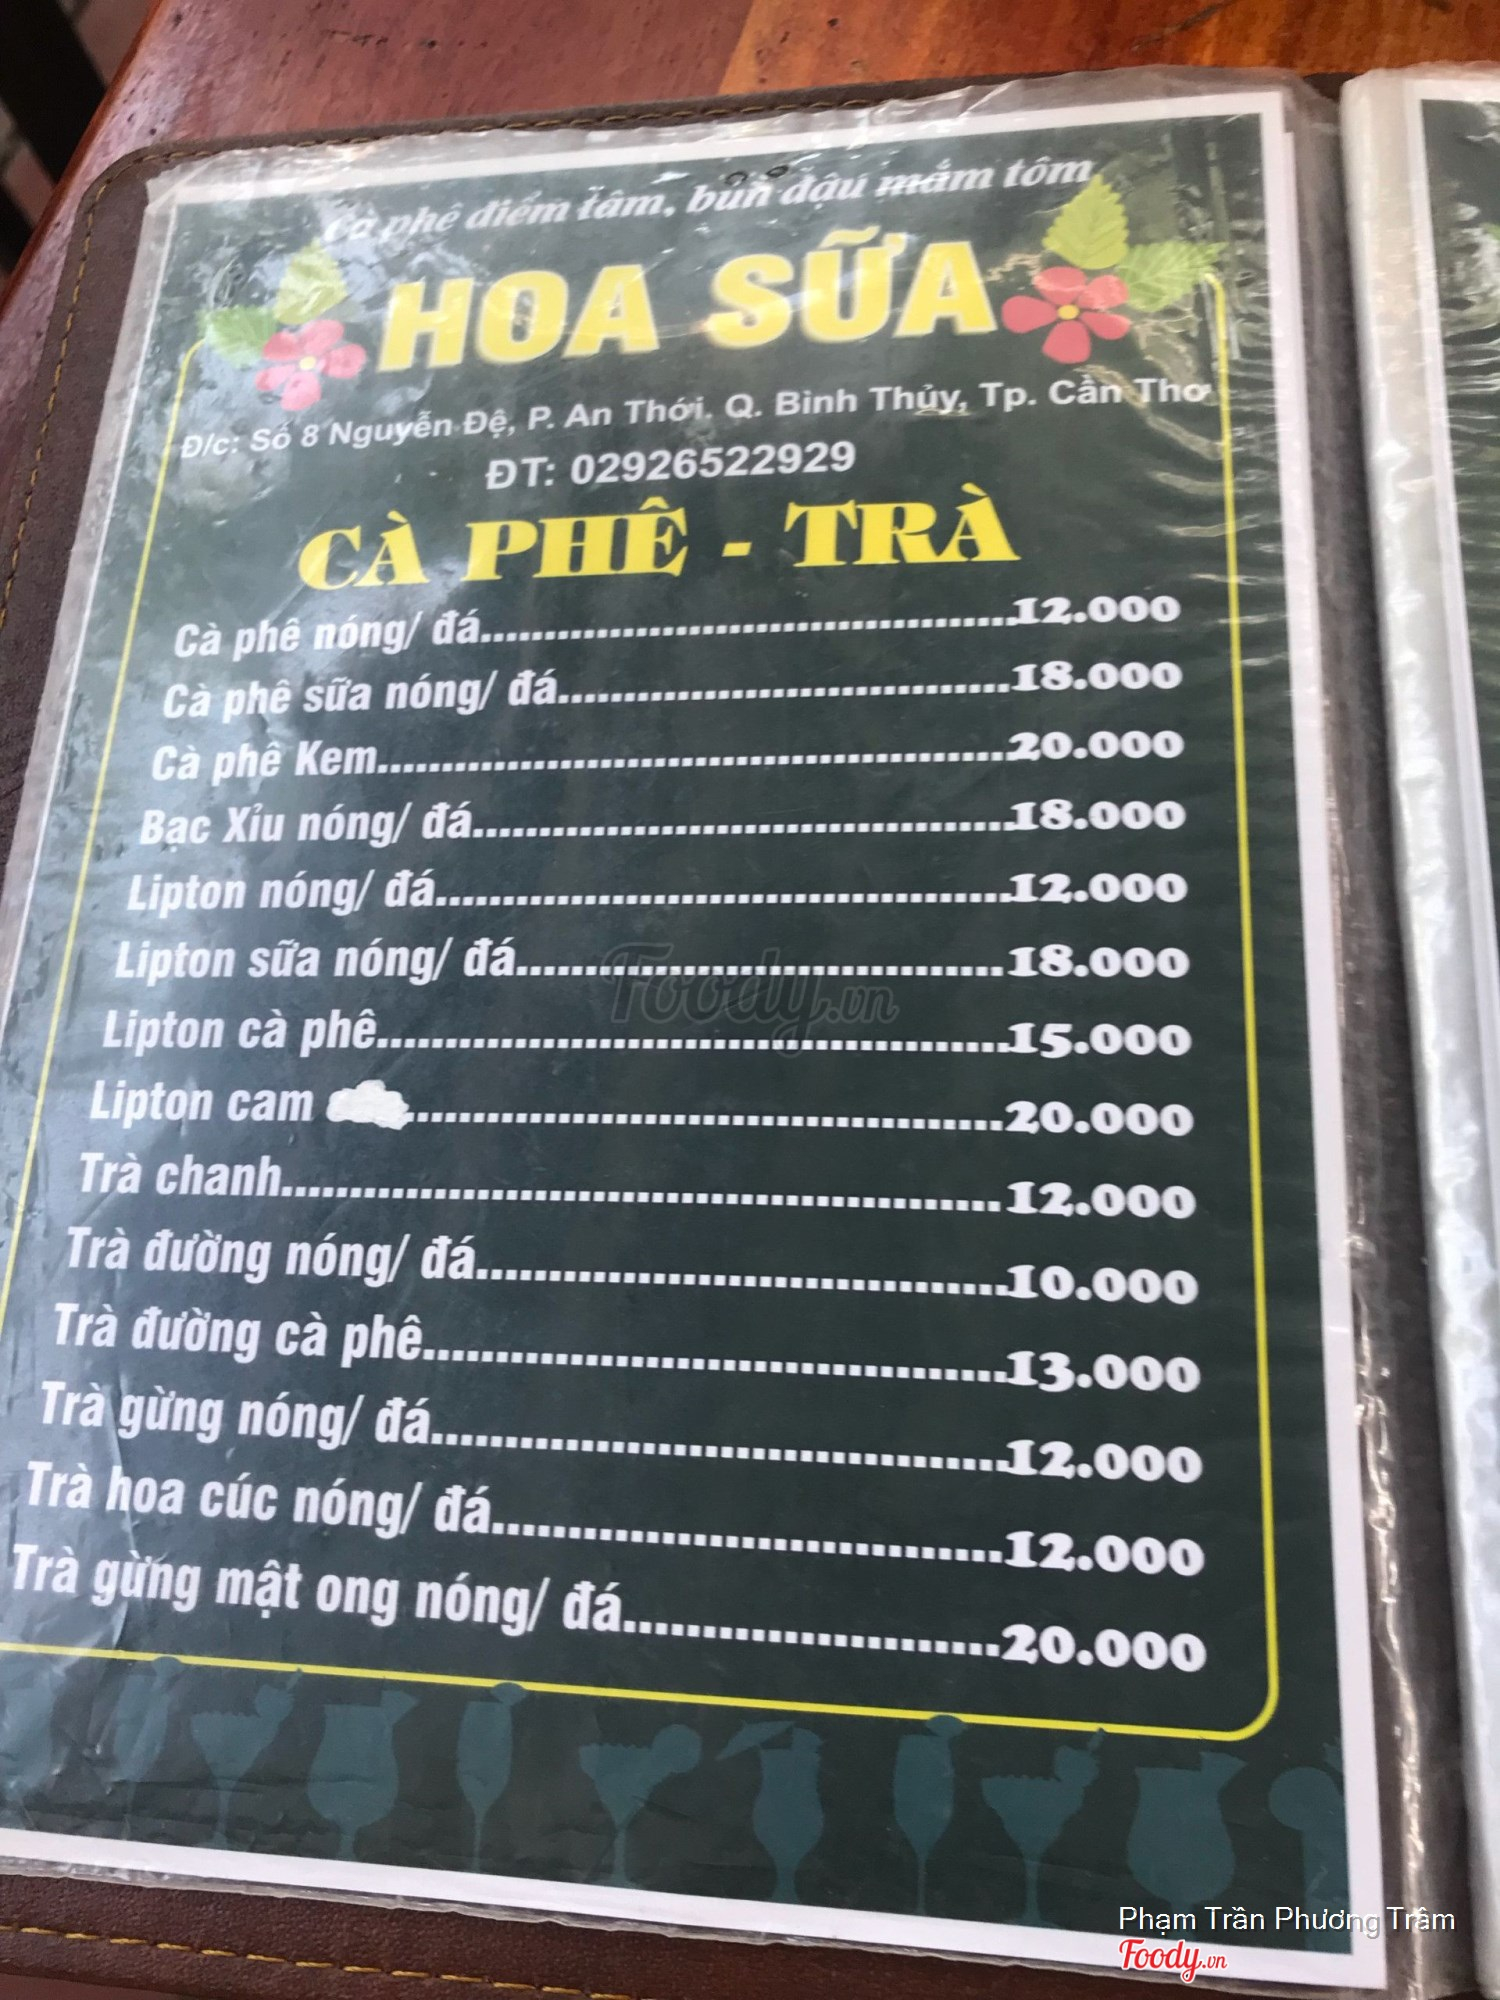 Cà phê điểm tâm, bún đậu mắm tôm
HOA SỮA
Đ/c: Số 8 Nguyễn Đệ, P. An Thới. Q. Bình Thủy, Tp. Cần Thơ
ĐT: 02926522929
CÀ PHÊ - TRÀ
Cà phê nóng/ đá 12.000
Cà phê sữa nóng/ đá 18.000
Cà phê Kem 20.000
Bạc Xỉu nóng/ đá 18.000
Lipton nóng/ đá 12.000
Lipton sữa nóng/ đá 18.000
Lipton cà phê 15.000
Lipton cam 20.000
Trà chanh 12.000
Trà đường nóng/ đá 10.000
Trà đường cà phê 13.000
Trà gừng nóng/ đá 12.000
Trà hoa cúc nóng/ đá 12.000
Trà gừng mật ong nóng/ đá 20.000
Foody.vn
Phạm Trần Phương Trâm
Foody.vn